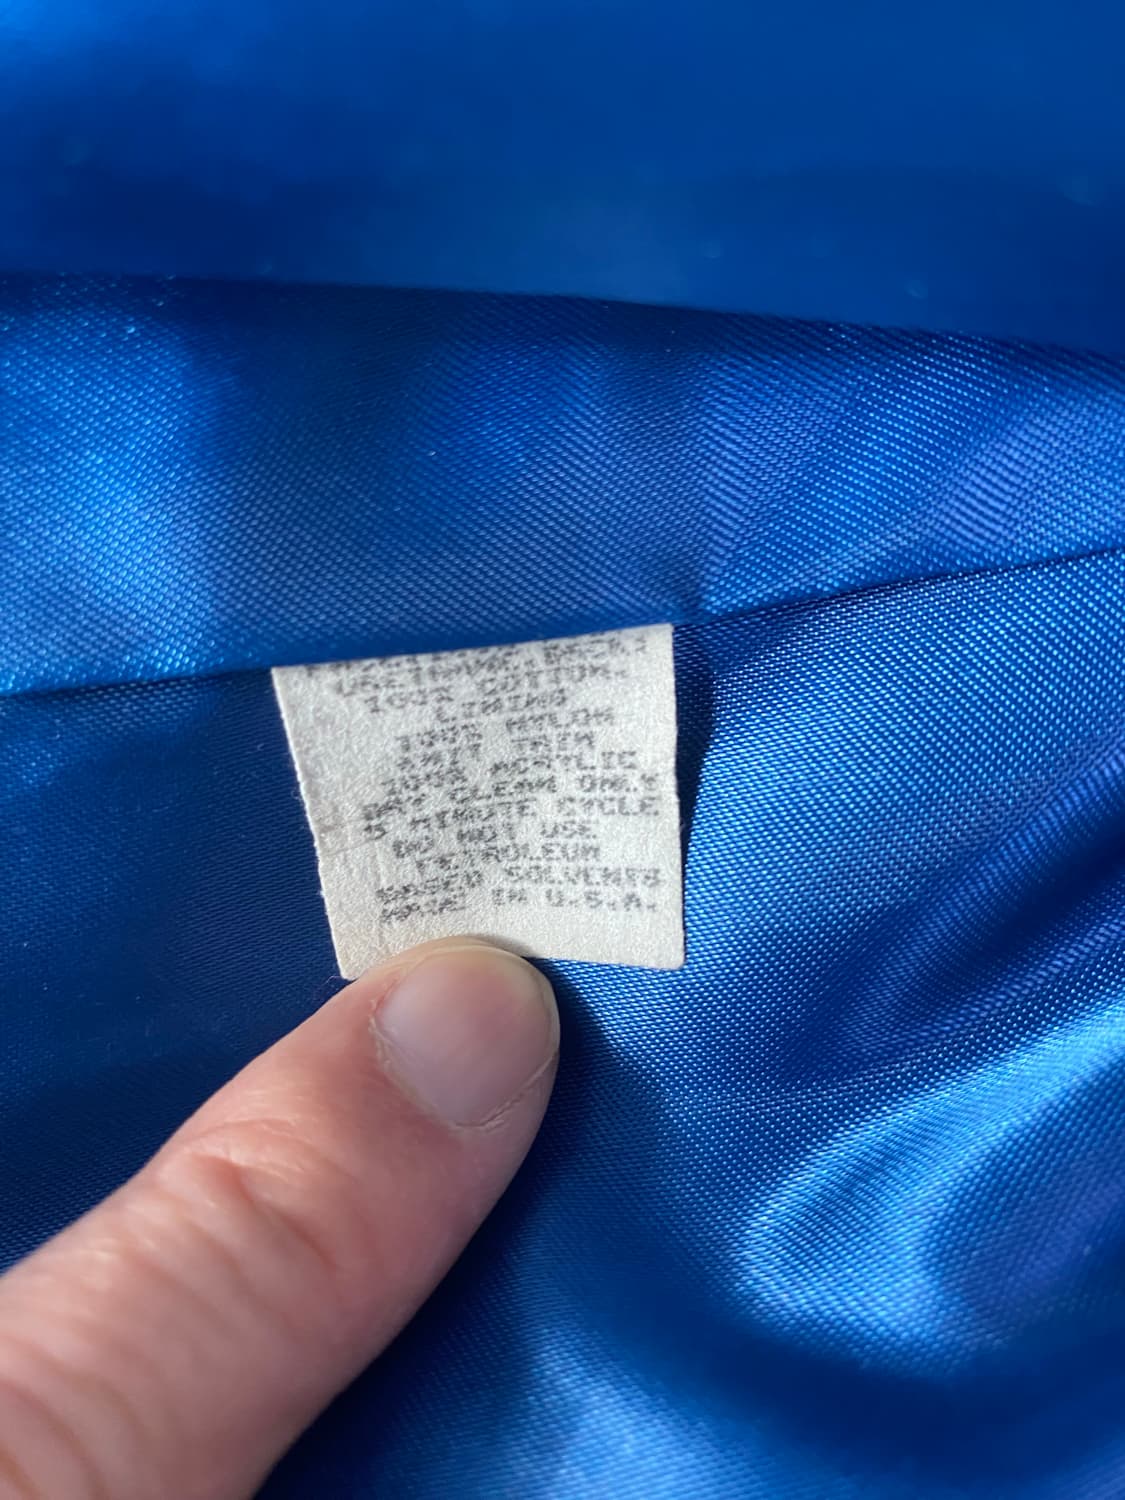 100% COTTON.
LINING
100% NYLON
KNIT TRIM
100% ACRYLIC
DRY CLEAN ONLY
5 MINUTE CYCLE
DO NOT USE
PETROLEUM
BASED SOLVENTS
MADE IN U.S.A.